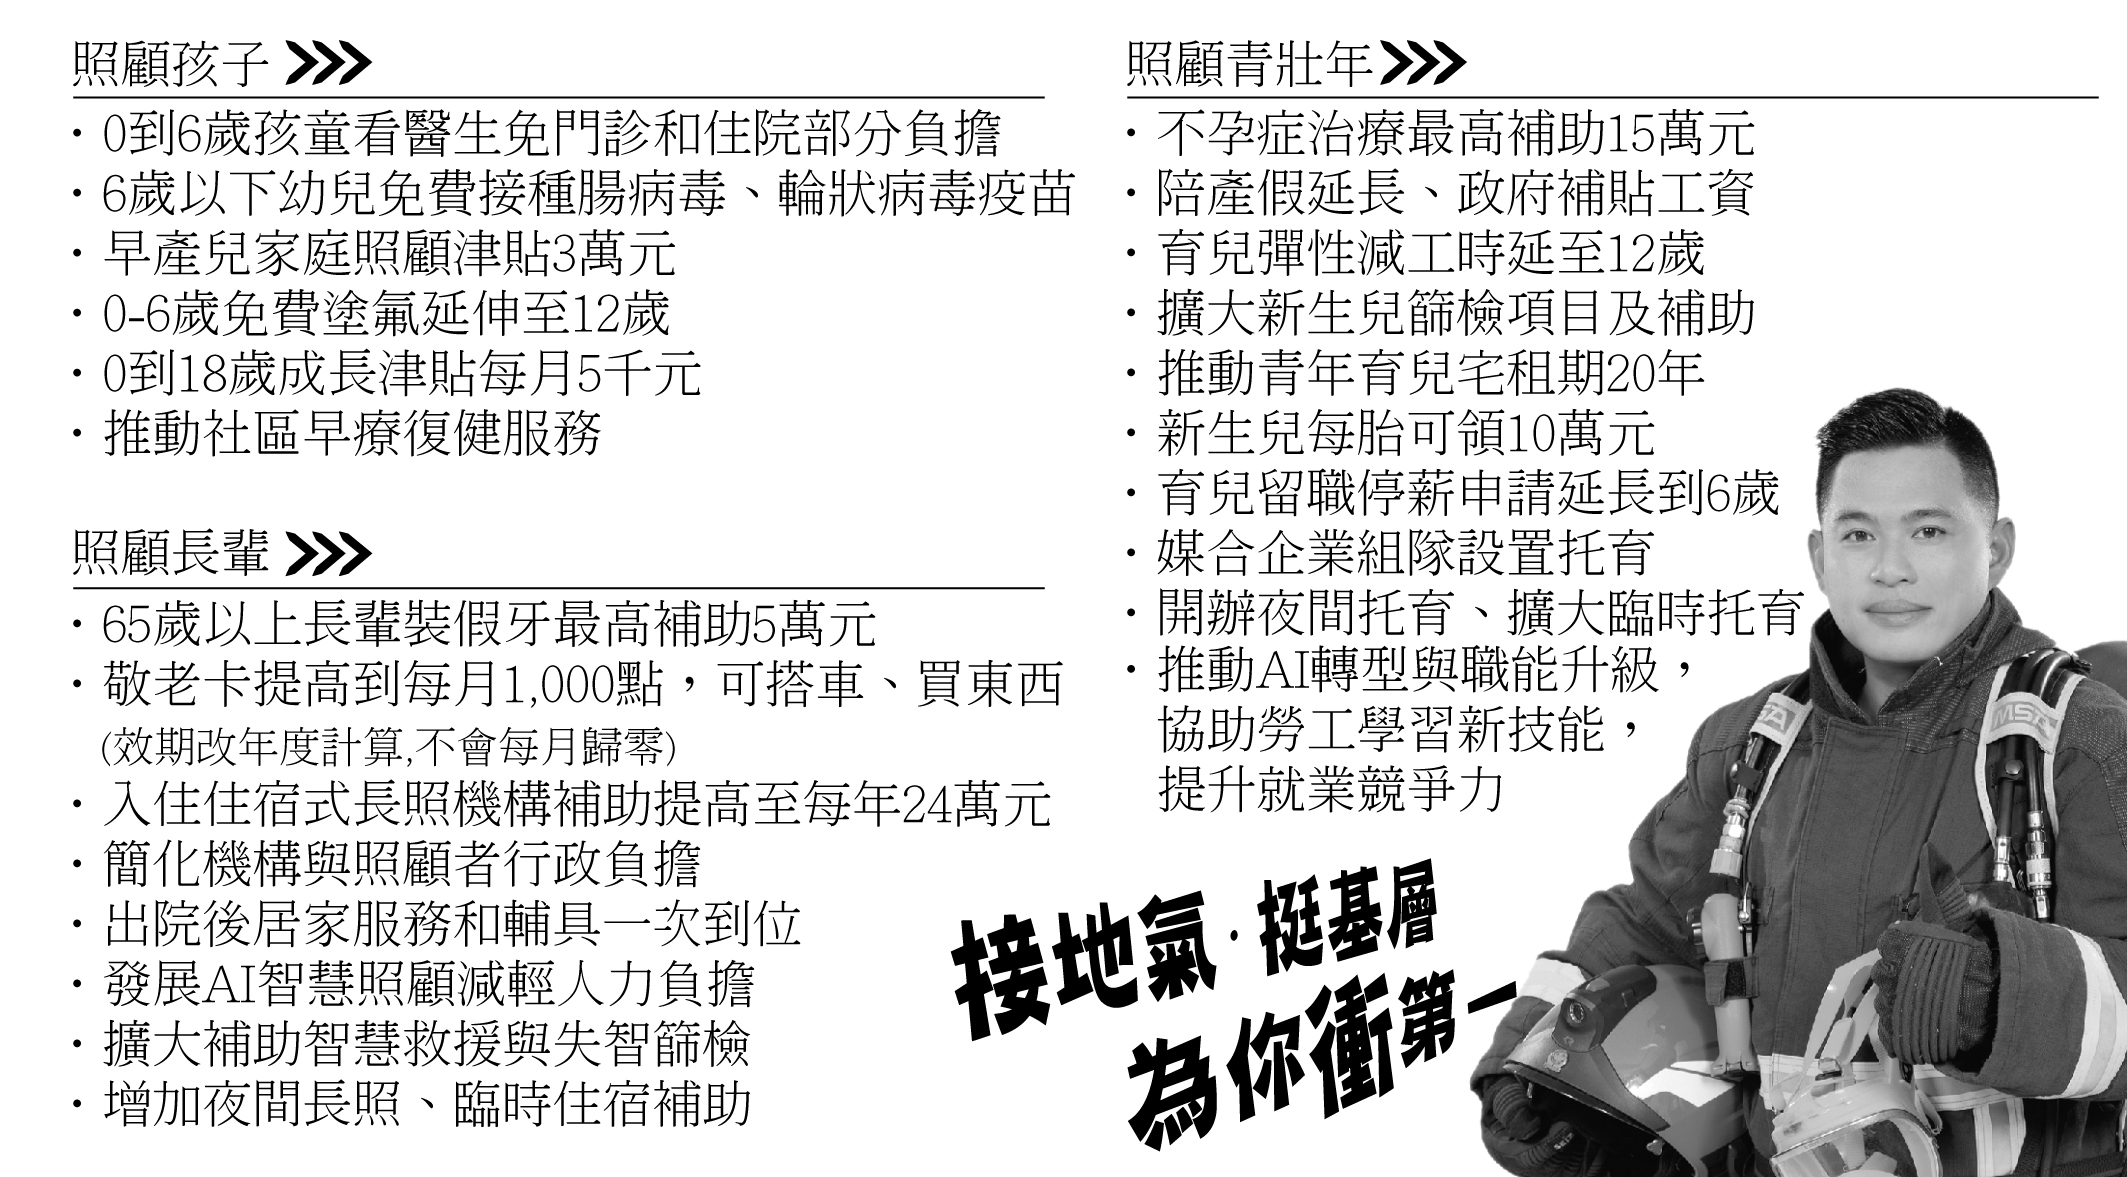 照顧孩子
・0到6歲孩童看醫生免門診和住院部分負擔
・6歲以下幼兒免費接種腸病毒、輪狀病毒疫苗
・早產兒家庭照顧津貼3萬元
・0-6歲免費塗氟延伸至12歲
・0到18歲成長津貼每月5千元
・推動社區早療復健服務
照顧長輩
・65歲以上長輩裝假牙最高補助5萬元
・敬老卡提高到每月1,000點，可搭車、買東西
(效期改年度計算,不會每月歸零)
・入住住宿式長照機構補助提高至每年24萬元
・簡化機構與照顧者行政負擔
・出院後居家服務和輔具一次到位
・發展AI智慧照顧減輕人力負擔
・擴大補助智慧救援與失智篩檢
・增加夜間長照、臨時住宿補助
照顧青壯年
・不孕症治療最高補助15萬元
・陪產假延長、政府補貼工資
・育兒彈性減工時延至12歲
・擴大新生兒篩檢項目及補助
・推動青年育兒宅租期20年
・新生兒每胎可領10萬元
・育兒留職停薪申請延長到6歲
・媒合企業組隊設置托育
・開辦夜間托育、擴大臨時托育
・推動AI轉型與職能升級，
協助勞工學習新技能，
提升就業競爭力
接地氣・挺基層
為你衝第一
MSA